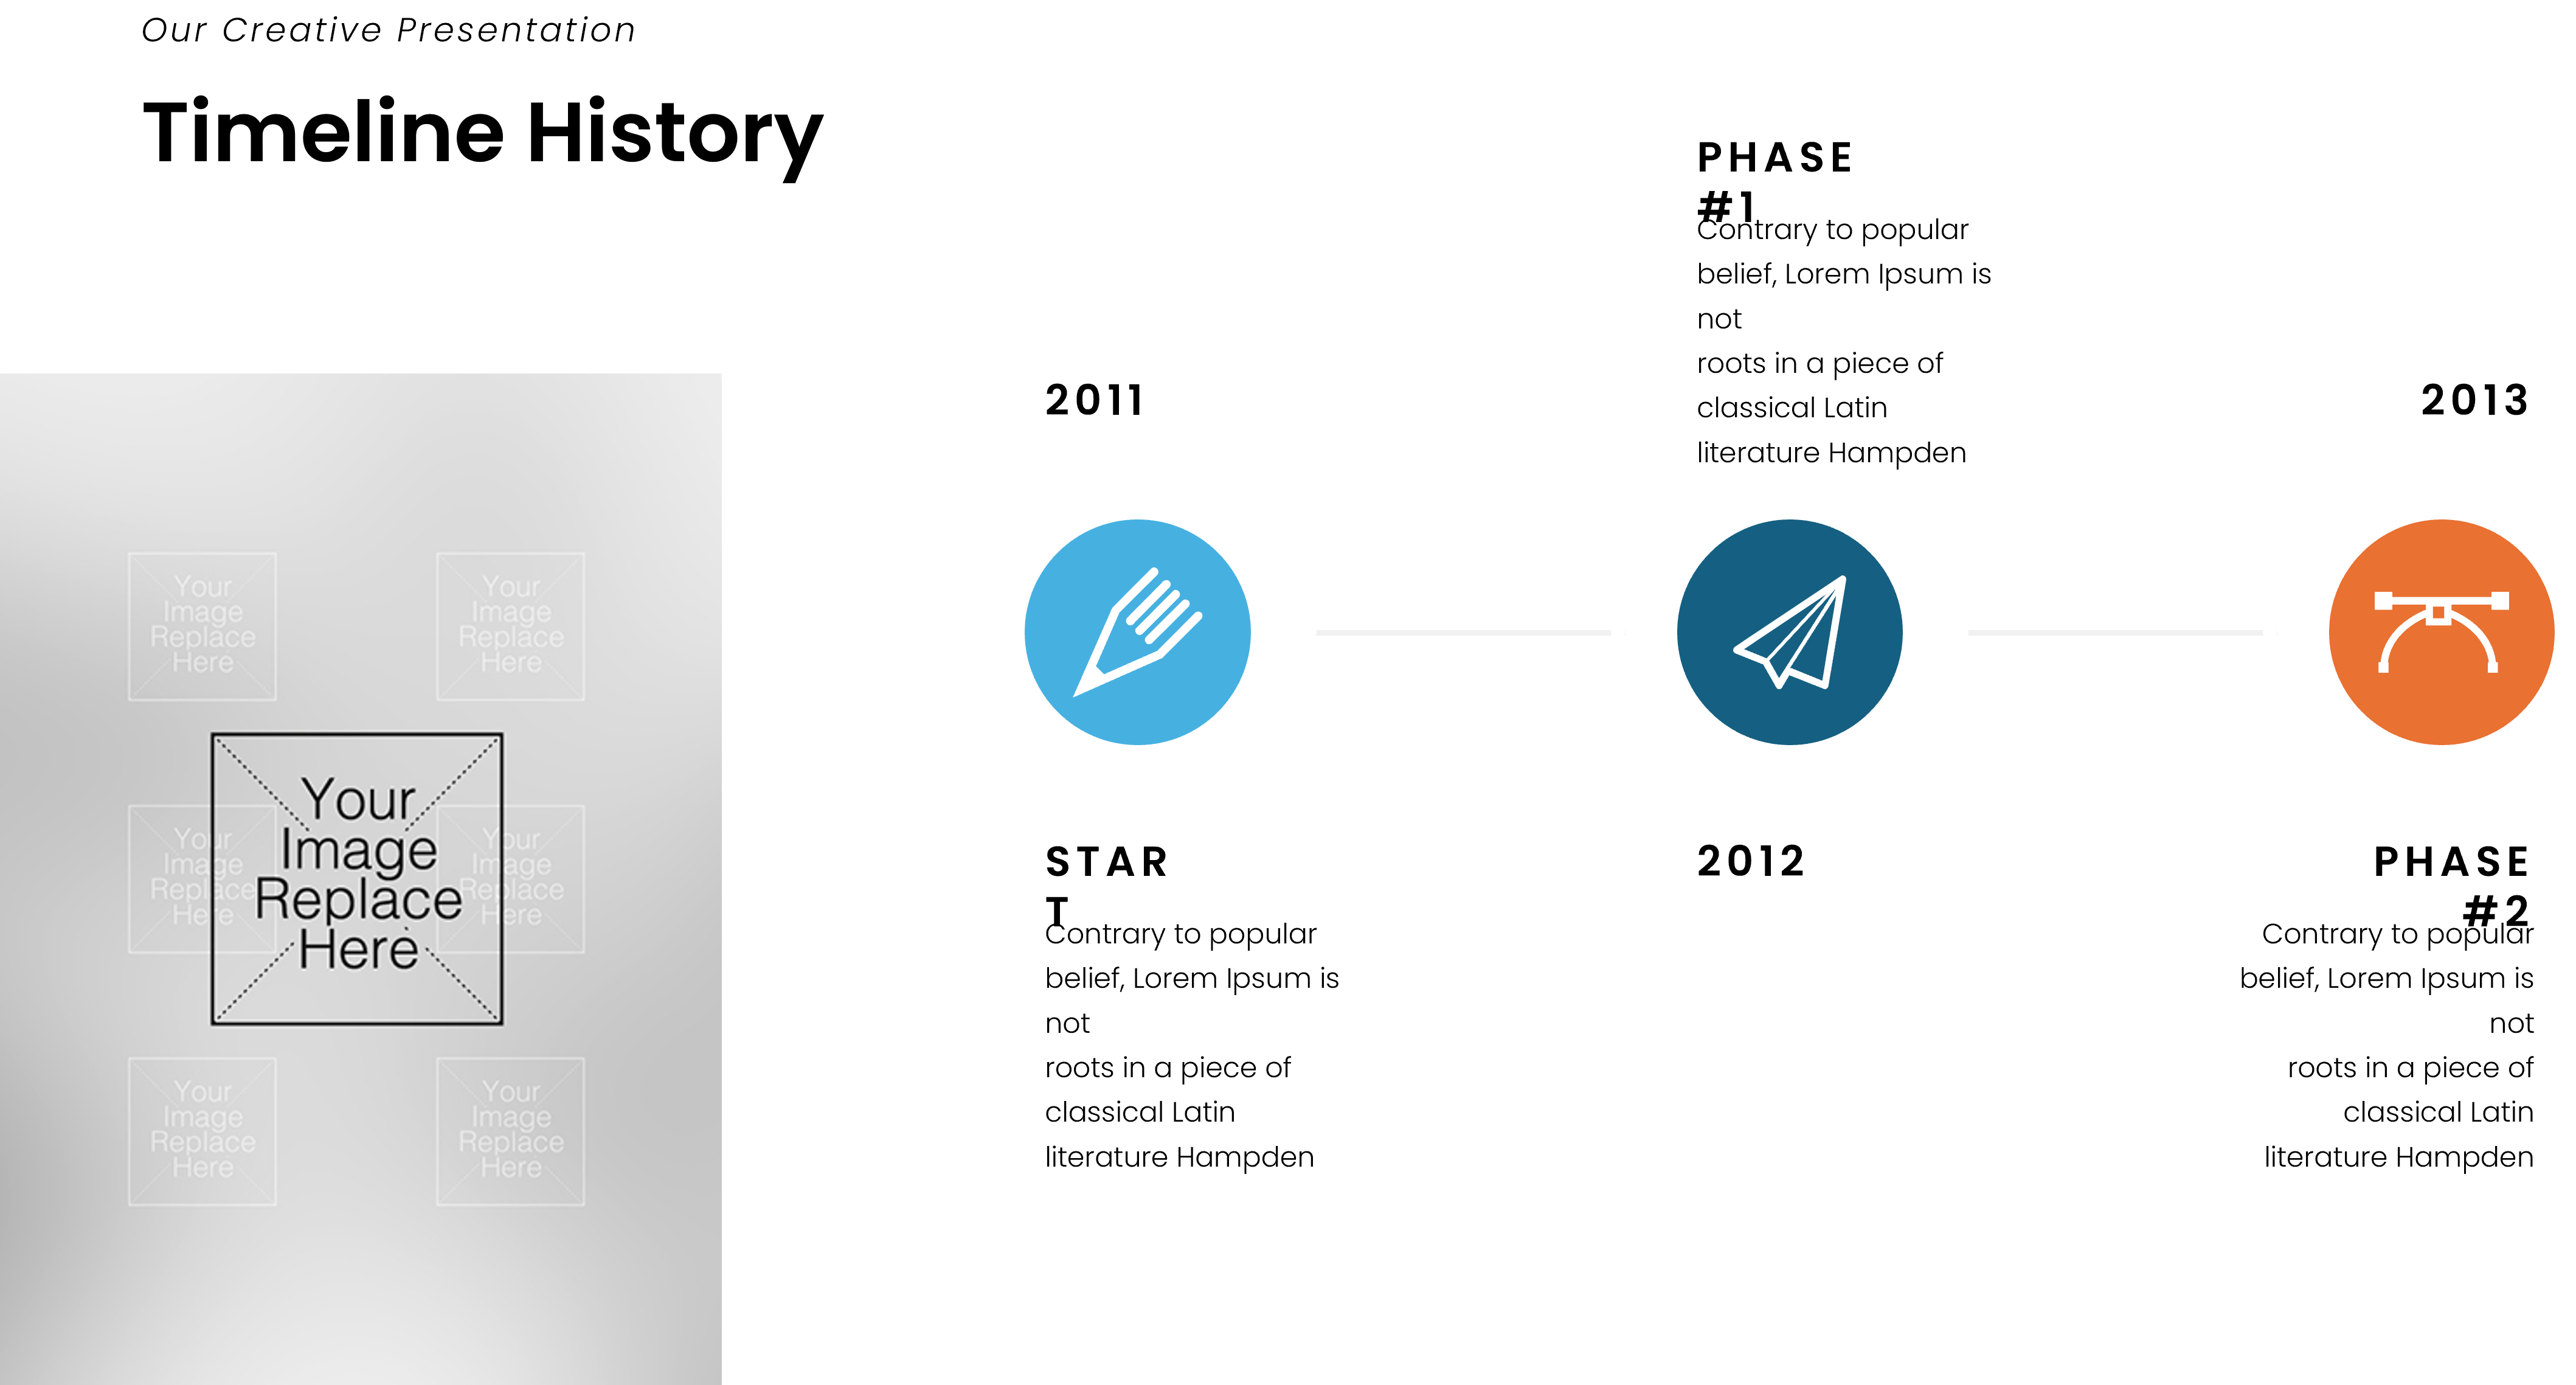 Our Creative Presentation
Timeline History
PHASE
#1
Contrary to popular
belief, Lorem Ipsum is
not
roots in a piece of
classical Latin
literature Hampden
2011
2013
Your
Image
Replace
Here
Your
Image
Replace
Here
Your
Image
Replace
Here
Your
Image
Replace
Here
Your
Image
Replace
Here
Your
Image
Replace
Here
Your
Image
Replace
Here
STAR
T
Contrary to popular
belief, Lorem Ipsum is
not
roots in a piece of
classical Latin
literature Hampden
2012
PHASE
#2
Contrary to popular
belief, Lorem Ipsum is
not
roots in a piece of
classical Latin
literature Hampden